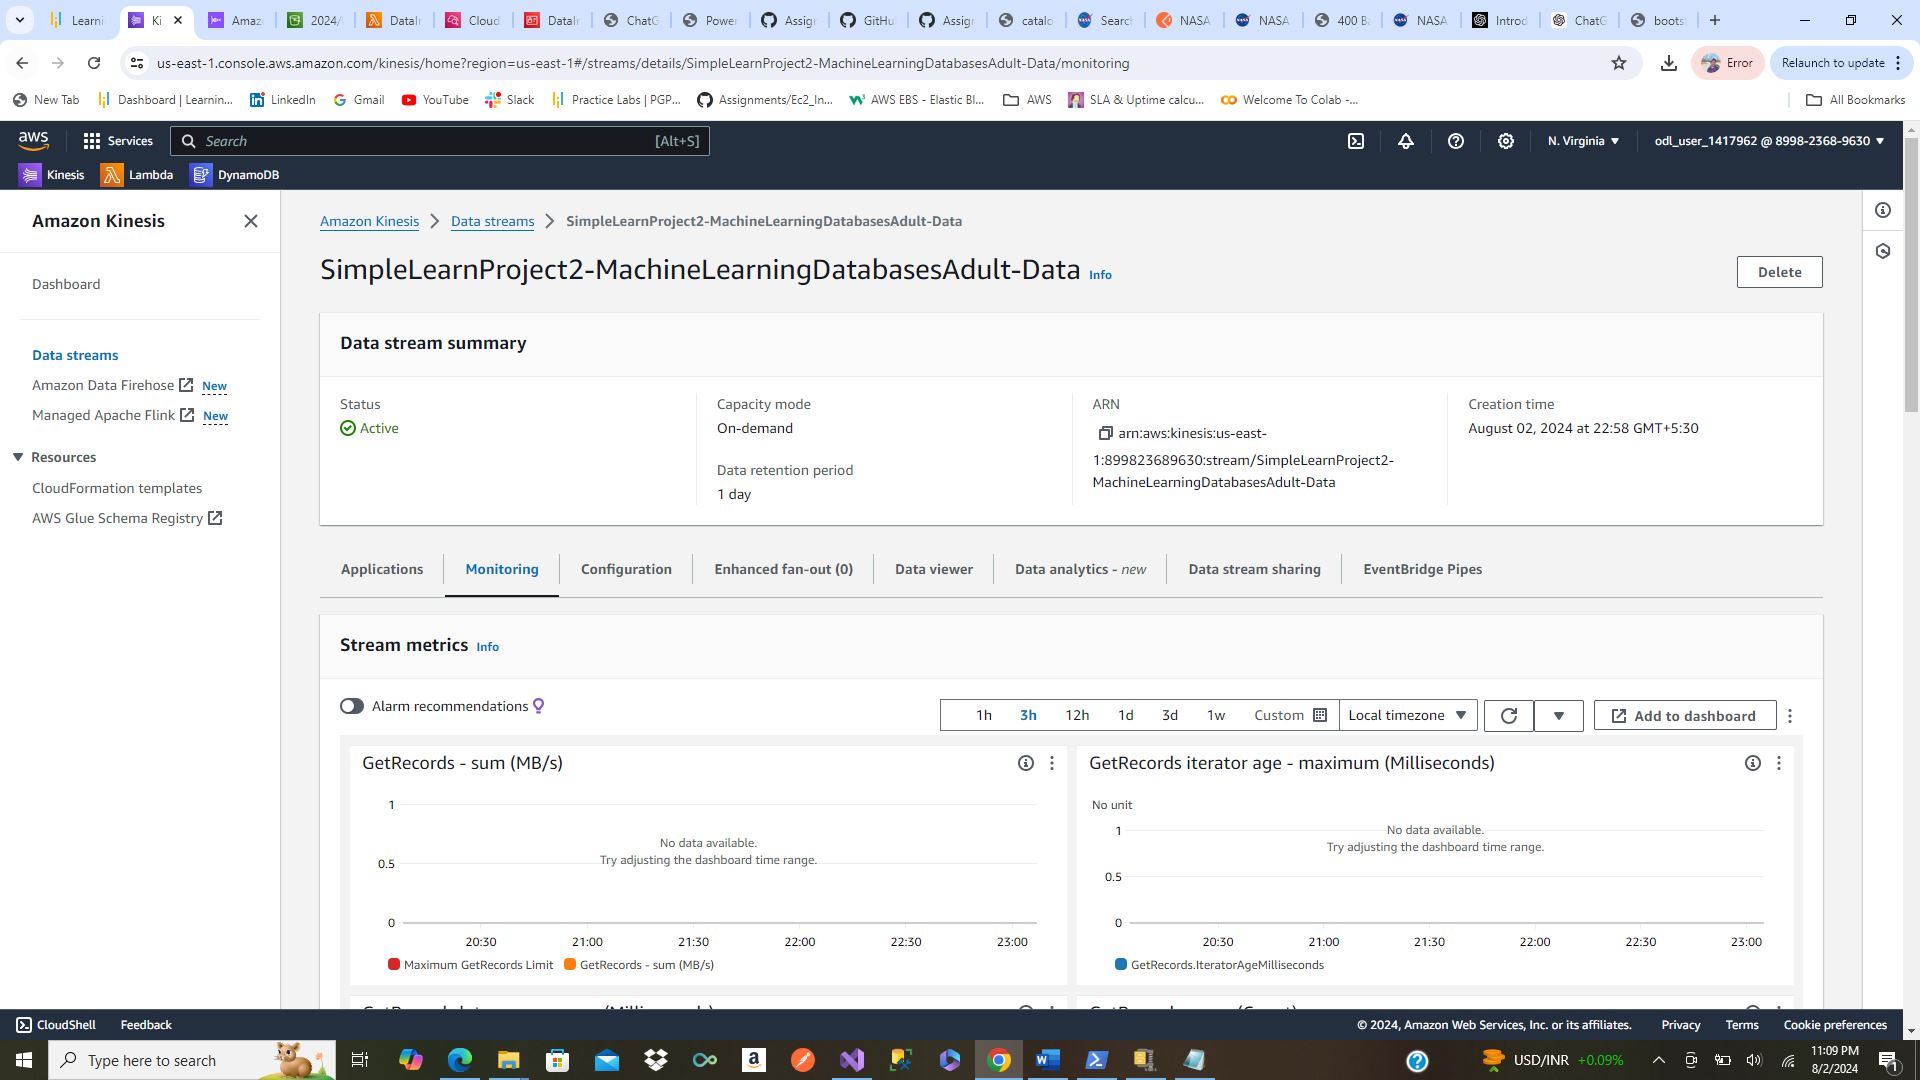 Learni
Ki
Amaz
2024/
DataIn
Cloud
DataIn
ChatG
Power
Assign
GitHu
Assign
catalo
Search
NASA
NASA
400 Ba
NASA
Introd
ChatG
boots
us-east-1.console.aws.amazon.com/kinesis/home?region=us-east-1#/streams/details/SimpleLearnProject2-MachineLearningDatabasesAdult-Data/monitoring
Error
Relaunch to update
New Tab
Dashboard | Learnin...
LinkedIn
Gmail
YouTube
Slack
Practice Labs | PGP...
Assignments/Ec2_In...
AWS EBS - Elastic Bl...
AWS
SLA & Uptime calcu...
Welcome To Colab -...
All Bookmarks
aws
Services
Search
[Alt+S]
N. Virginia
odl_user_1417962 @ 8998-2368-9630
Kinesis
Lambda
DynamoDB
Amazon Kinesis
Dashboard
Data streams
Amazon Data Firehose New
Managed Apache Flink New
Resources
CloudFormation templates
AWS Glue Schema Registry
Amazon Kinesis
Data streams
SimpleLearnProject2-MachineLearningDatabasesAdult-Data
SimpleLearnProject2-MachineLearningDatabasesAdult-Data Info
Delete
Data stream summary
Status
Active
Capacity mode
On-demand
Data retention period
1 day
ARN
arn:aws:kinesis:us-east-
1:899823689630:stream/SimpleLearnProject2-
MachineLearningDatabasesAdult-Data
Creation time
August 02, 2024 at 22:58 GMT+5:30
Applications
Monitoring
Configuration
Enhanced fan-out (0)
Data viewer
Data analytics - new
Data stream sharing
EventBridge Pipes
Stream metrics Info
Alarm recommendations
1h
3h
12h
1d
3d
1w
Custom
Local timezone
Add to dashboard
GetRecords - sum (MB/s)
1
No data available.
Try adjusting the dashboard time range.
0.5
0
20:30 21:00 21:30 22:00 22:30 23:00
Maximum GetRecords Limit
GetRecords - sum (MB/s)
GetRecords iterator age - maximum (Milliseconds)
No unit
1
No data available.
Try adjusting the dashboard time range.
0.5
0
20:30 21:00 21:30 22:00 22:30 23:00
GetRecords.IteratorAgeMilliseconds
CloudShell
Feedback
© 2024, Amazon Web Services, Inc. or its affiliates.
Privacy
Terms
Cookie preferences
Type here to search
USD/INR +0.09%
11:09 PM
8/2/2024
1